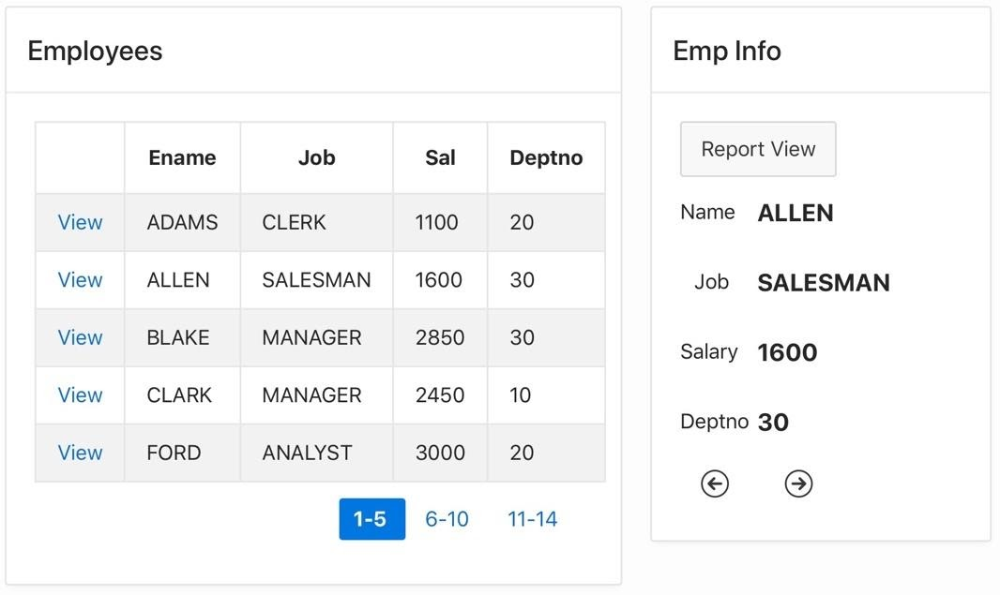 Employees
Ename Job Sal Deptno
View ADAMS CLERK 1100 20
View ALLEN SALESMAN 1600 30
View BLAKE MANAGER 2850 30
View CLARK MANAGER 2450 10
View FORD ANALYST 3000 20
1-5 6-10 11-14
Emp Info
Report View
Name ALLEN
Job SALESMAN
Salary 1600
Deptno 30